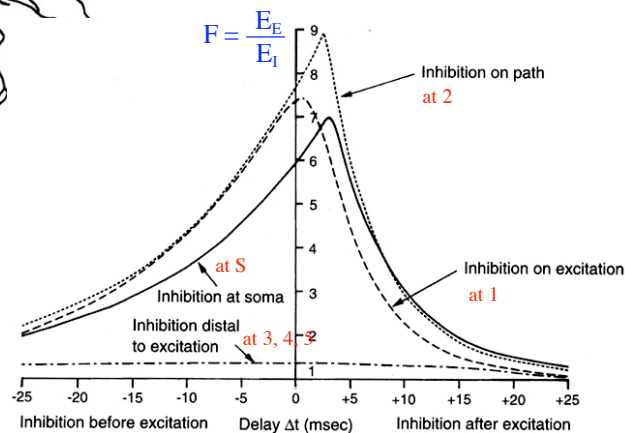 F = E_E / E_I
9
8
7
6
5
4
3
2
1
Inhibition on path
at 2
at S
Inhibition at soma
Inhibition on excitation
at 1
Inhibition distal
to excitation
at 3, 4, 5
-25 -20 -15 -10 -5 0 +5 +10 +15 +20 +25
Inhibition before excitation Delay Δt (msec) Inhibition after excitation